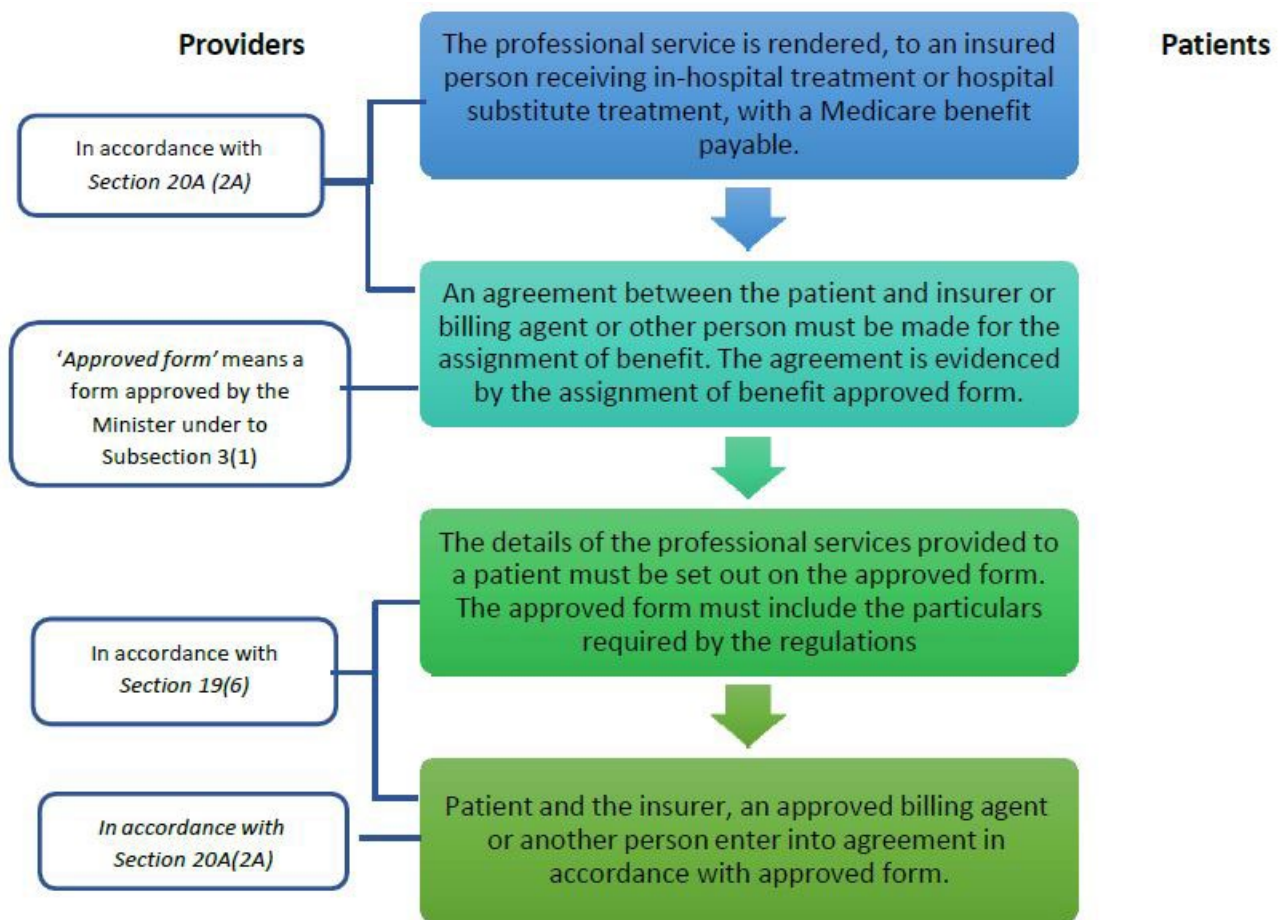 Providers
Patients
The professional service is rendered, to an insured
person receiving in-hospital treatment or hospital
substitute treatment, with a Medicare benefit
payable.
In accordance with
Section 20A (2A)
An agreement between the patient and insurer or
billing agent or other person must be made for the
assignment of benefit. The agreement is evidenced
by the assignment of benefit approved form.
‘Approved form’ means a
form approved by the
Minister under to
Subsection 3(1)
The details of the professional services provided to
a patient must be set out on the approved form.
The approved form must include the particulars
required by the regulations
In accordance with
Section 19(6)
Patient and the insurer, an approved billing agent
or another person enter into agreement in
accordance with approved form.
In accordance with
Section 20A(2A)